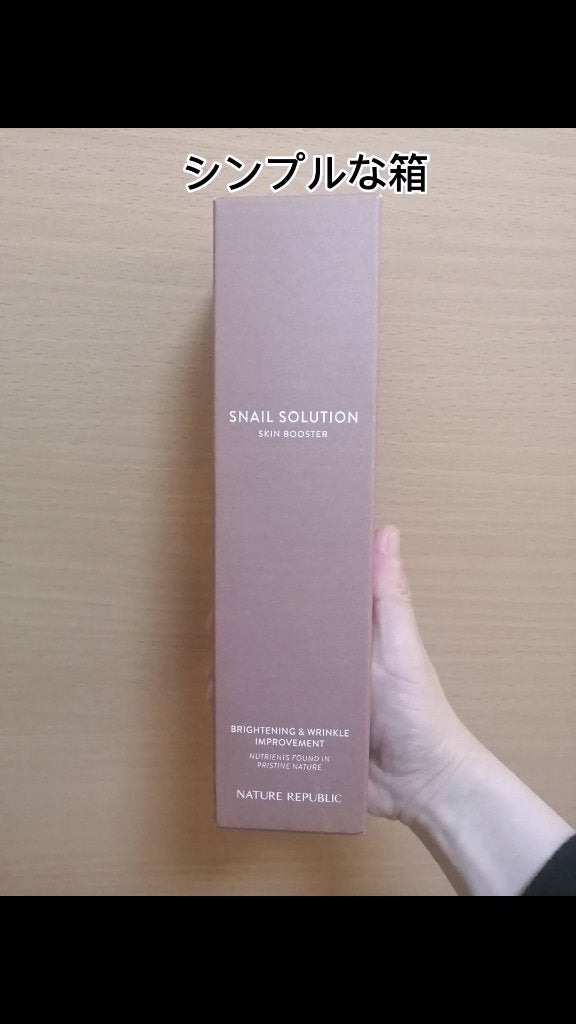 シンプルな箱
SNAIL SOLUTION
SKIN BOOSTER
BRIGHTENING & WRINKLE
IMPROVEMENT
NUTRIENTS FOUND IN
PRISTINE NATURE
NATURE REPUBLIC